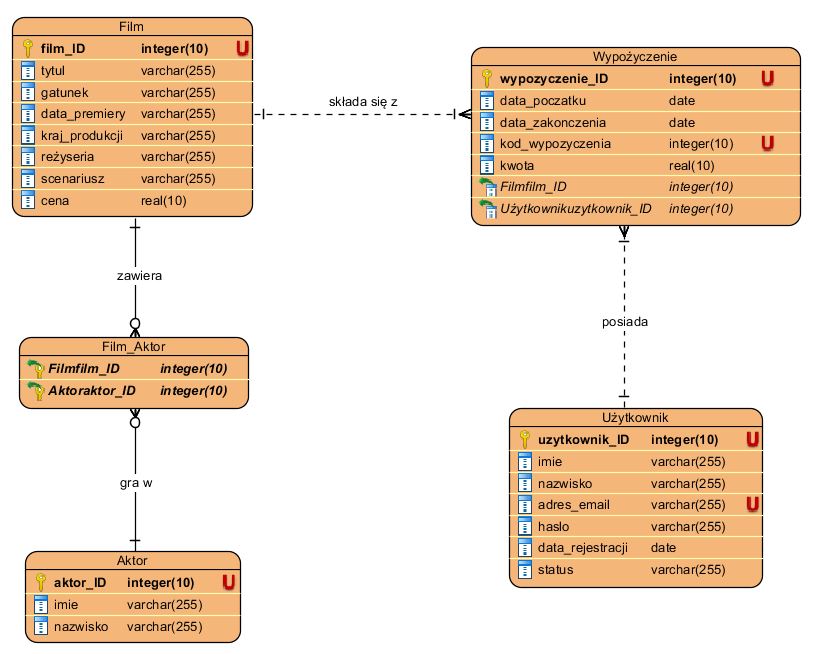 Film
film_ID integer(10) U
tytul varchar(255)
gatunek varchar(255)
data_premiery varchar(255)
kraj_produkcji varchar(255)
reżyseria varchar(255)
scenariusz varchar(255)
cena real(10)
składa się z
Wypożyczenie
wypozyczenie_ID integer(10) U
data_poczatku date
data_zakonczenia date
kod_wypozyczenia integer(10) U
kwota real(10)
Filmfilm_ID integer(10)
Użytkownikuzytkownik_ID integer(10)
zawiera
posiada
Film_Aktor
Filmfilm_ID integer(10)
Aktoraktor_ID integer(10)
gra w
Użytkownik
uzytkownik_ID integer(10) U
imie varchar(255)
nazwisko varchar(255)
adres_email varchar(255) U
haslo varchar(255)
data_rejestracji date
status varchar(255)
Aktor
aktor_ID integer(10) U
imie varchar(255)
nazwisko varchar(255)